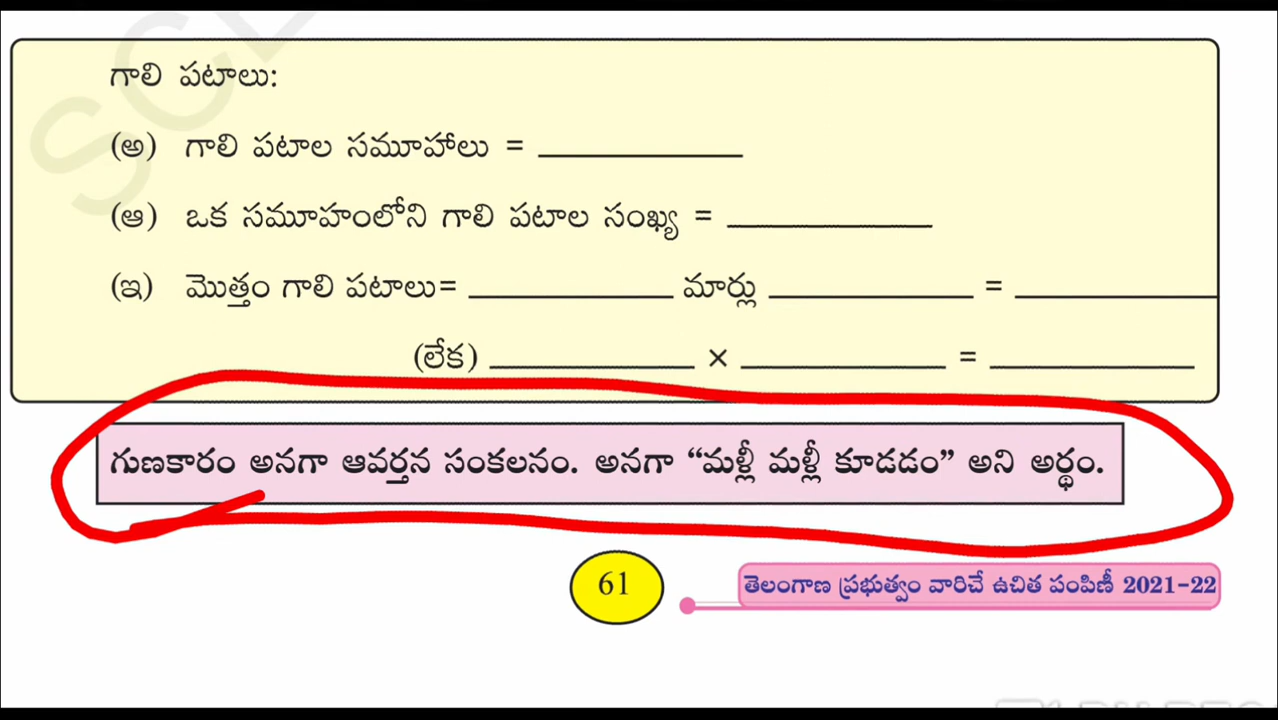 గాలి పటాలు:
(అ) గాలి పటాల సమూహాలు = ____________
(ఆ) ఒక సమూహంలోని గాలి పటాల సంఖ్య = ____________
(ఇ) మొత్తం గాలి పటాలు= ____________ మార్లు ____________ = ____________
(లేక) ____________ × ____________ = ____________
గుణకారం అనగా ఆవర్తన సంకలనం. అనగా “మళ్లీ మళ్లీ కూడడం” అని అర్థం.
61
తెలంగాణ ప్రభుత్వం వారిచే ఉచిత పంపిణీ 2021-22